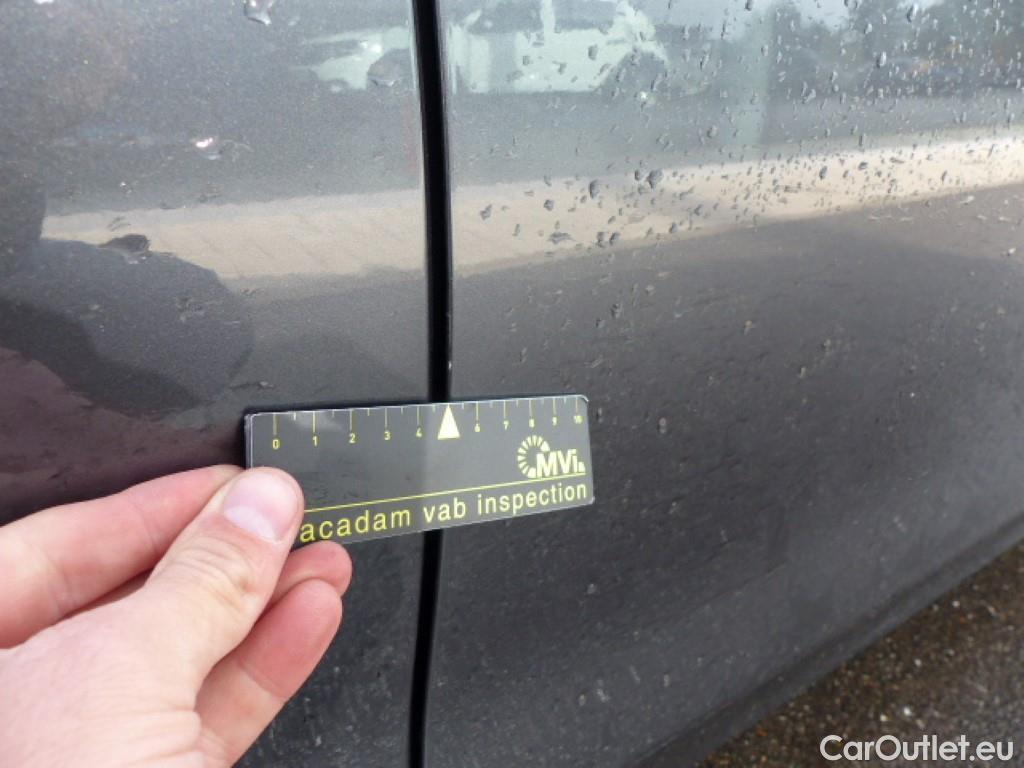 0 1 2 3 4 6 7 8 9 10
MVi
acadam vab inspection
CarOutlet.eu